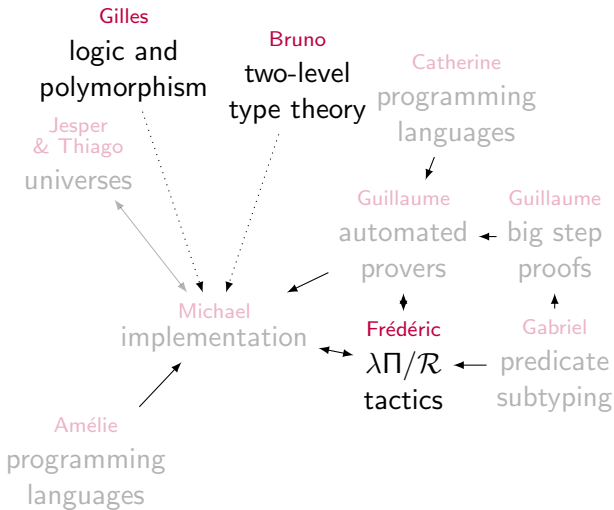 Gilles
logic and
polymorphism
Bruno
two-level
type theory
Catherine
programming
languages
Jesper
& Thiago
universes
Guillaume
automated
provers
Guillaume
big step
proofs
Michael
implementation
Frédéric
λΠ/ℛ
tactics
Gabriel
predicate
subtyping
Amélie
programming
languages